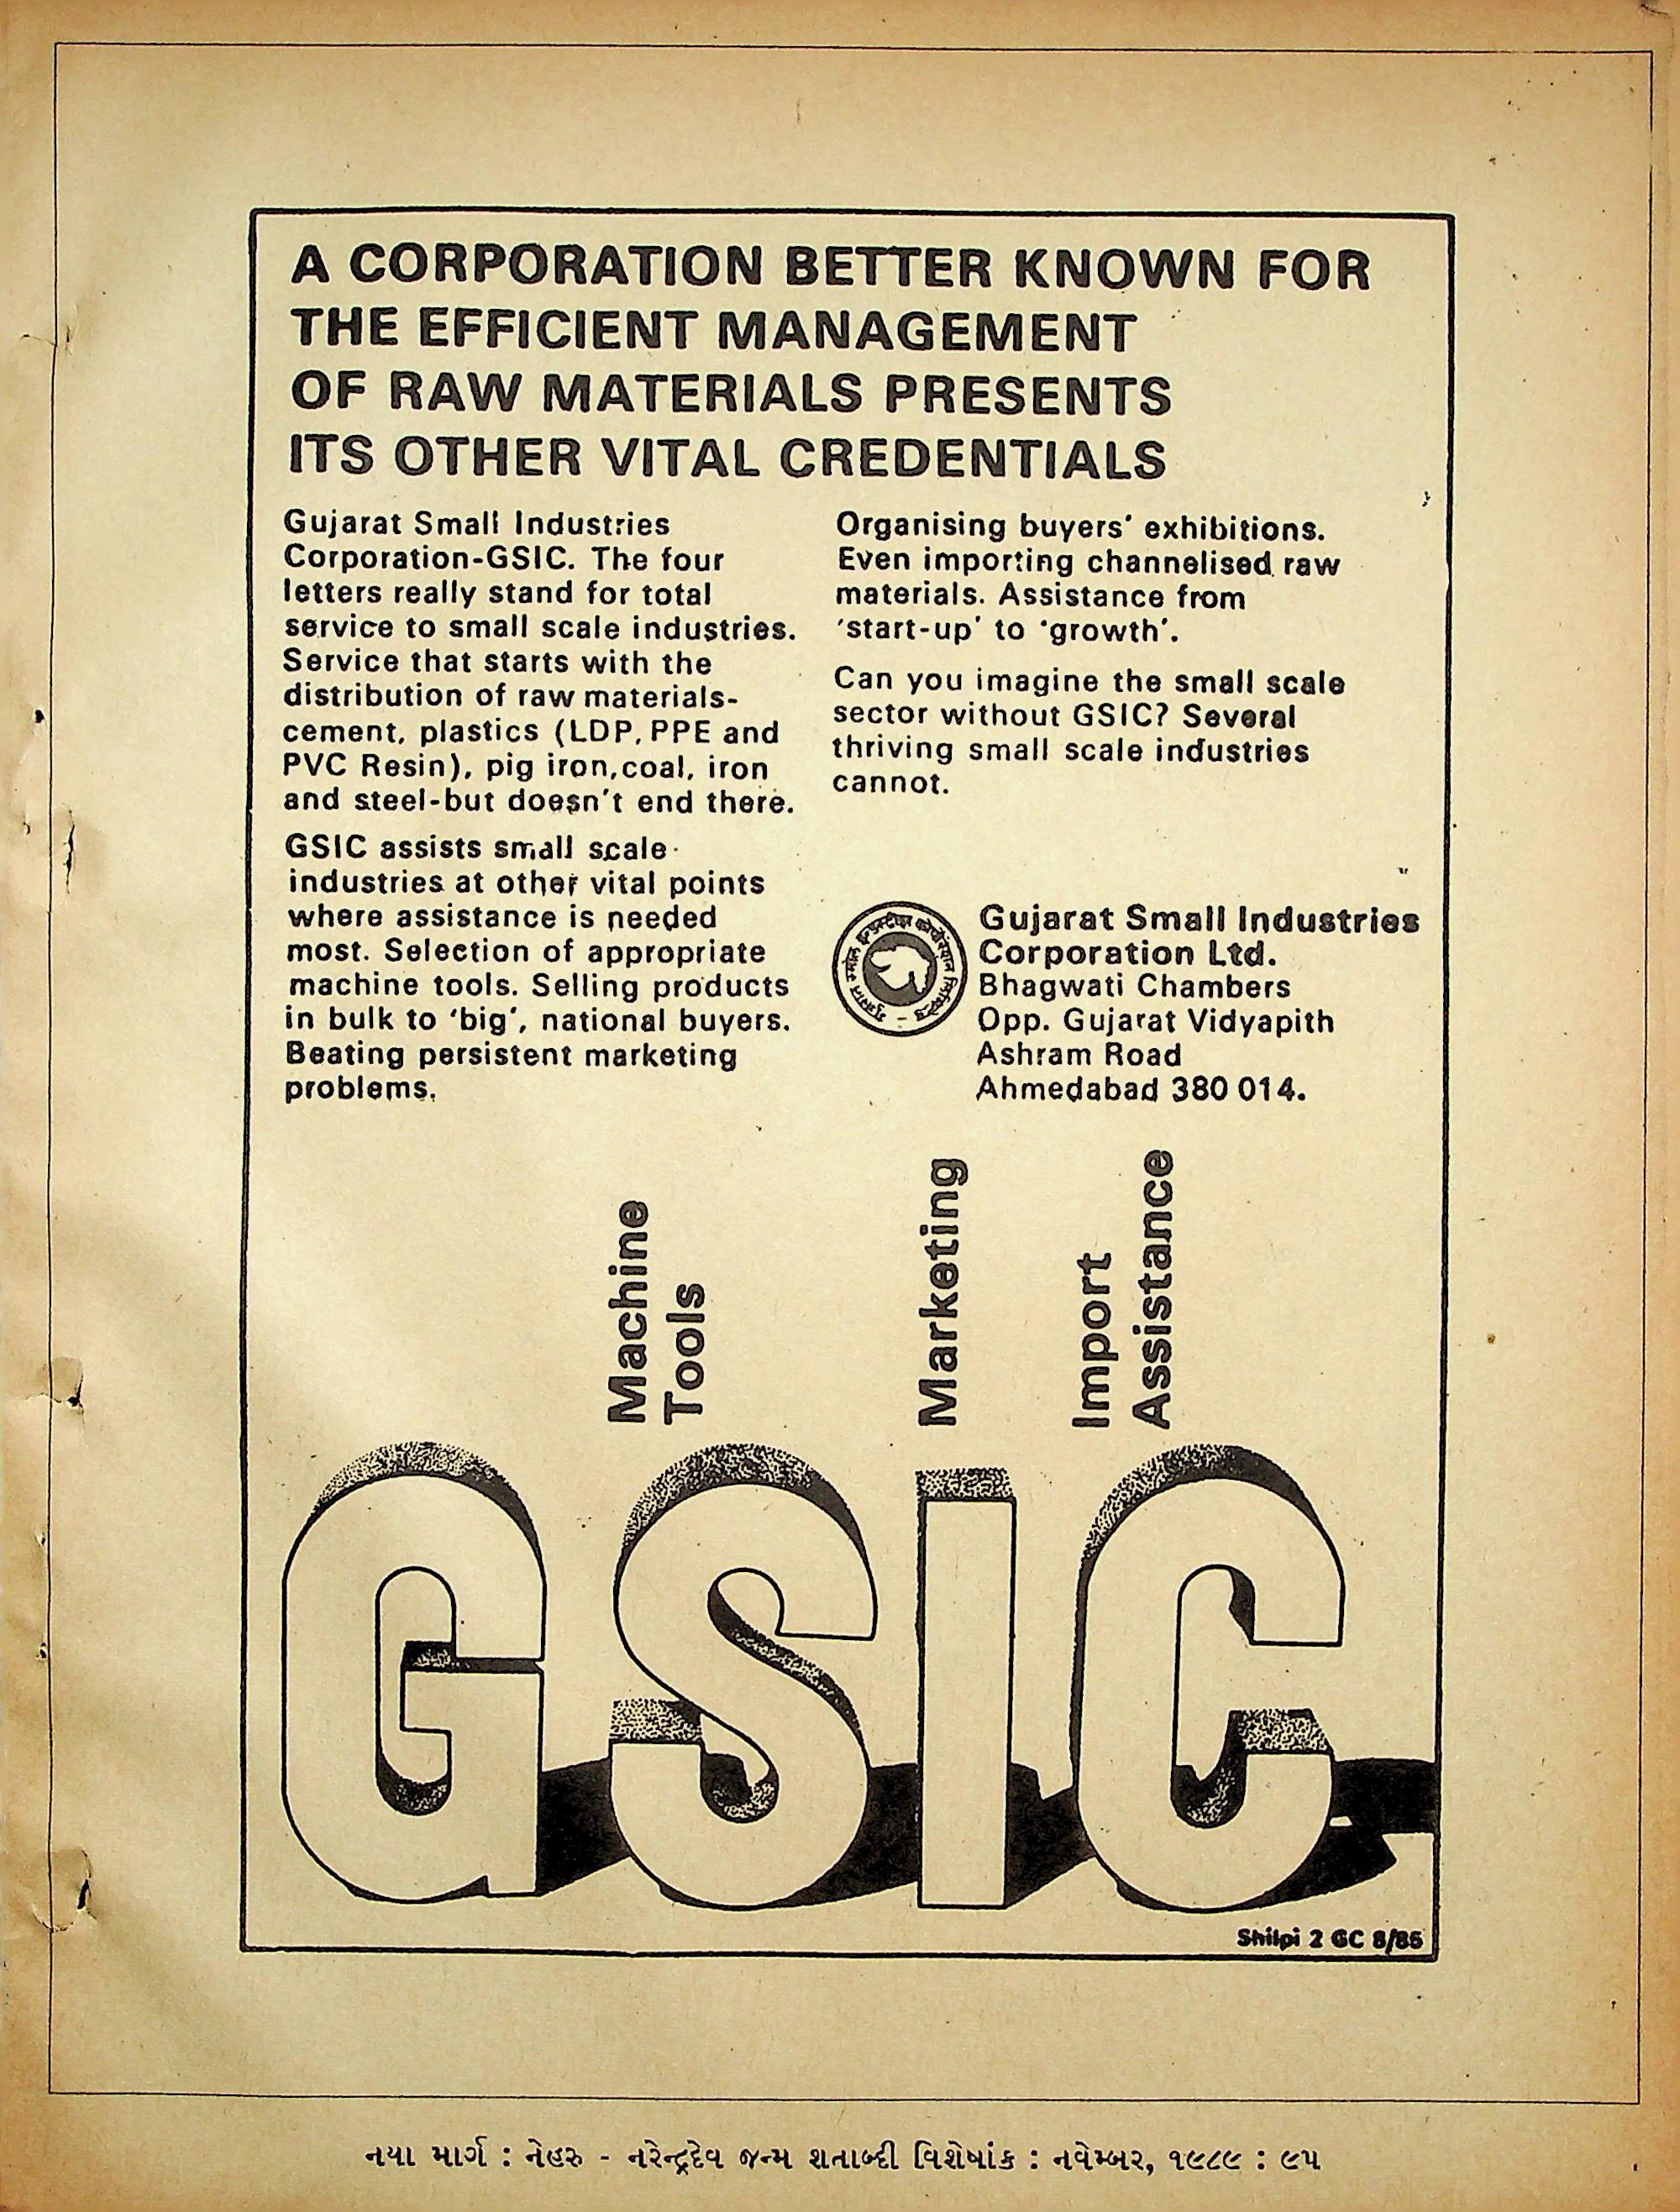 A CORPORATION BETTER KNOWN FOR
THE EFFICIENT MANAGEMENT
OF RAW MATERIALS PRESENTS
ITS OTHER VITAL CREDENTIALS
Gujarat Small Industries
Corporation-GSIC. The four
letters really stand for total
service to small scale industries.
Service that starts with the
distribution of raw materials-
cement, plastics (LDP, PPE and
PVC Resin), pig iron, coal, iron
and steel-but doesn't end there.
GSIC assists small scale
industries at other vital points
where assistance is needed
most. Selection of appropriate
machine tools. Selling products
in bulk to 'big', national buyers.
Beating persistent marketing
problems.
Organising buyers' exhibitions.
Even importing channelised raw
materials. Assistance from
'start-up' to 'growth'.
Can you imagine the small scale
sector without GSIC? Several
thriving small scale industries
cannot.
Gujarat Small Industries
Corporation Ltd.
Bhagwati Chambers
Opp. Gujarat Vidyapith
Ashram Road
Ahmedabad 380 014.
Machine
Tools
Marketing
Import
Assistance
GSIC
Shilpi 2 GC 8/86
નયા માર્ગ : નેહરુ - નરેન્દ્રદેવ જન્મ શતાબ્દી વિશેષાંક : નવેમ્બર, ૧૯૮૯ : ૯૫